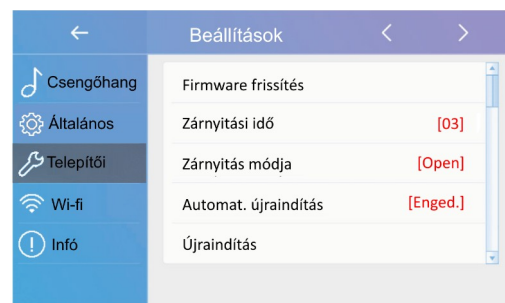 Beállítások
Csengőhang
Általános
Telepítői
Wi-fi
Infó
Firmware frissítés
Zárnyitási idő [03]
Zárnyitás módja [Open]
Automat. újraindítás [Enged.]
Újraindítás